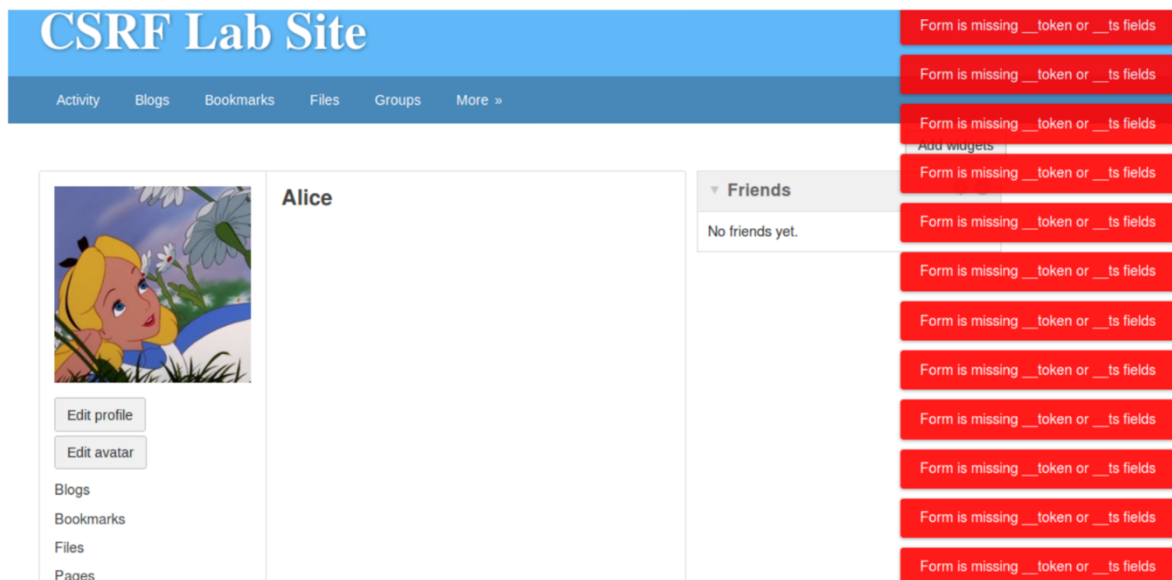 CSRF Lab Site
Activity Blogs Bookmarks Files Groups More »
Add widgets
Alice
Friends
No friends yet.
Edit profile
Edit avatar
Blogs
Bookmarks
Files
Pages
Form is missing __token or __ts fields
Form is missing __token or __ts fields
Form is missing __token or __ts fields
Form is missing __token or __ts fields
Form is missing __token or __ts fields
Form is missing __token or __ts fields
Form is missing __token or __ts fields
Form is missing __token or __ts fields
Form is missing __token or __ts fields
Form is missing __token or __ts fields
Form is missing __token or __ts fields
Form is missing __token or __ts fields